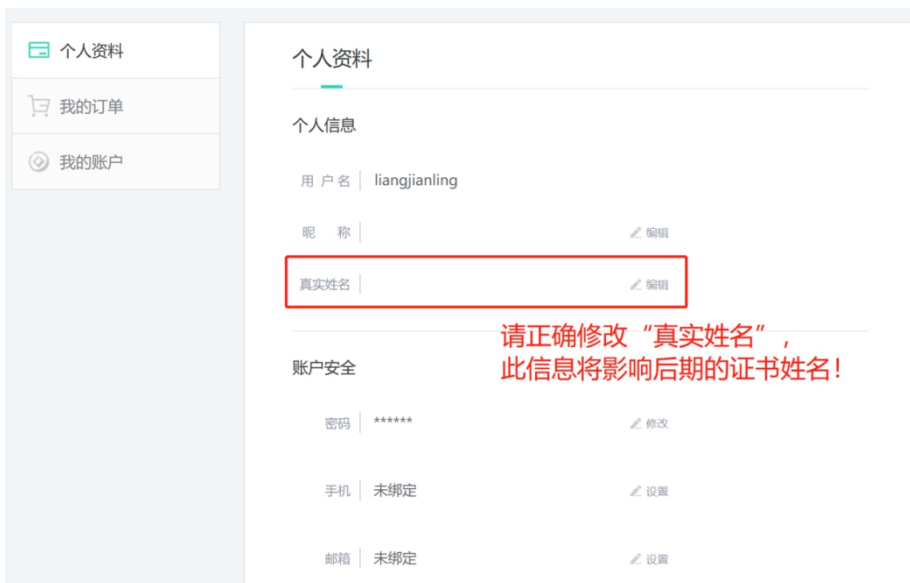 个人资料
我的订单
我的账户
个人资料
个人信息
用户名 liangjianling
昵 称 编辑
真实姓名 编辑
请正确修改“真实姓名”，
此信息将影响后期的证书姓名！
账户安全
密码 ****** 修改
手机 未绑定 设置
邮箱 未绑定 设置